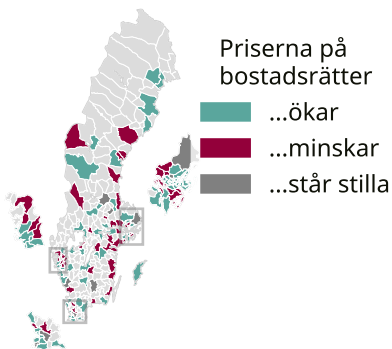 Priserna på
bostadsrätter
...ökar
...minskar
...står stilla